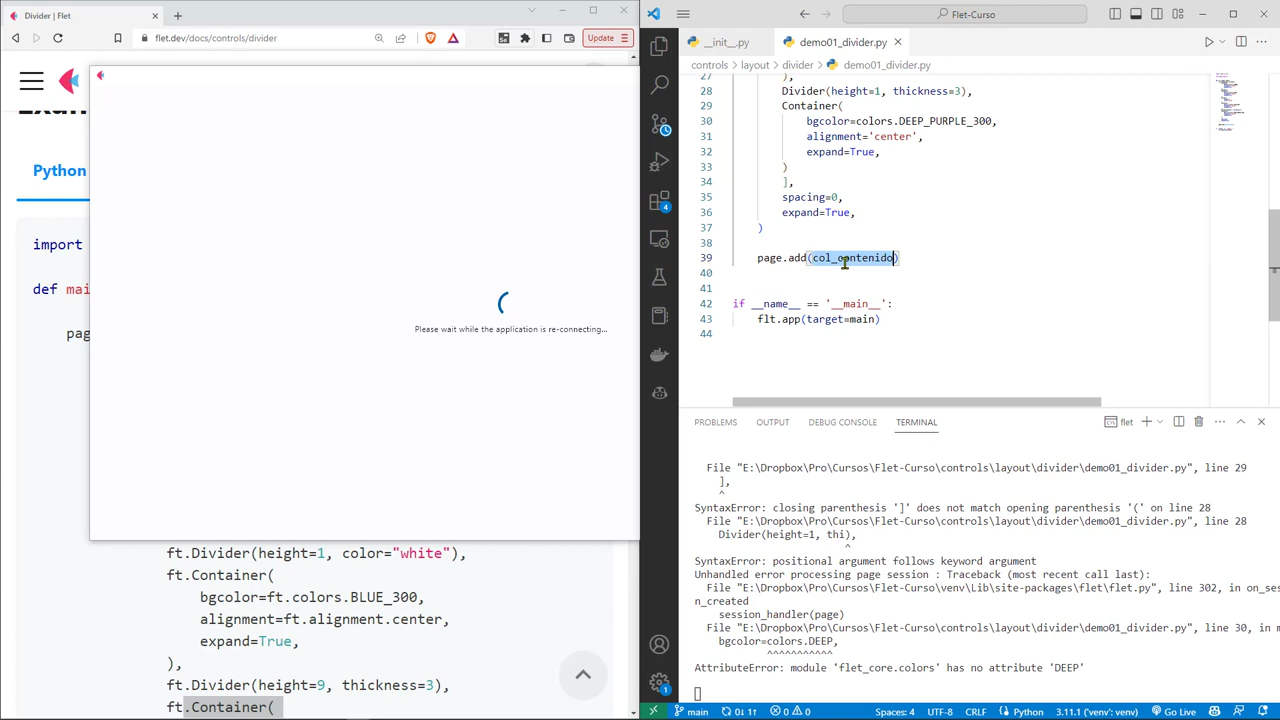 Divider | Flet
flet.dev/docs/controls/divider
Update
Python
import
def mai
pag
Please wait while the application is re-connecting...
ft.Divider(height=1, color="white"),
ft.Container(
bgcolor=ft.colors.BLUE_300,
alignment=ft.alignment.center,
expand=True,
),
ft.Divider(height=9, thickness=3),
ft.Container(
Flet-Curso
__init__.py
demo01_divider.py
controls > layout > divider > demo01_divider.py
27 ),
28 Divider(height=1, thickness=3),
29 Container(
30 bgcolor=colors.DEEP_PURPLE_300,
31 alignment='center',
32 expand=True,
33 )
34 ],
35 spacing=0,
36 expand=True,
37 )
38
39 page.add(col_contenido)
40
41
42 if __name__ == '__main__':
43 flt.app(target=main)
44
PROBLEMS OUTPUT DEBUG CONSOLE TERMINAL
flet
File "E:\Dropbox\Pro\Cursos\Flet-Curso\controls\layout\divider\demo01_divider.py", line 29
],
^
SyntaxError: closing parenthesis ']' does not match opening parenthesis '(' on line 28
File "E:\Dropbox\Pro\Cursos\Flet-Curso\controls\layout\divider\demo01_divider.py", line 28
Divider(height=1, thi),
^
SyntaxError: positional argument follows keyword argument
Unhandled error processing page session : Traceback (most recent call last):
File "E:\Dropbox\Pro\Cursos\Flet-Curso\venv\Lib\site-packages\flet\flet.py", line 302, in on_ses
n_created
session_handler(page)
File "E:\Dropbox\Pro\Cursos\Flet-Curso\controls\layout\divider\demo01_divider.py", line 30, in m
bgcolor=colors.DEEP,
^^^^^^^^^^^
AttributeError: module 'flet_core.colors' has no attribute 'DEEP'
4
1
main 0↓ 1↑ 0 0 Spaces: 4 UTF-8 CRLF Python 3.11.1 ('venv': venv) Go Live